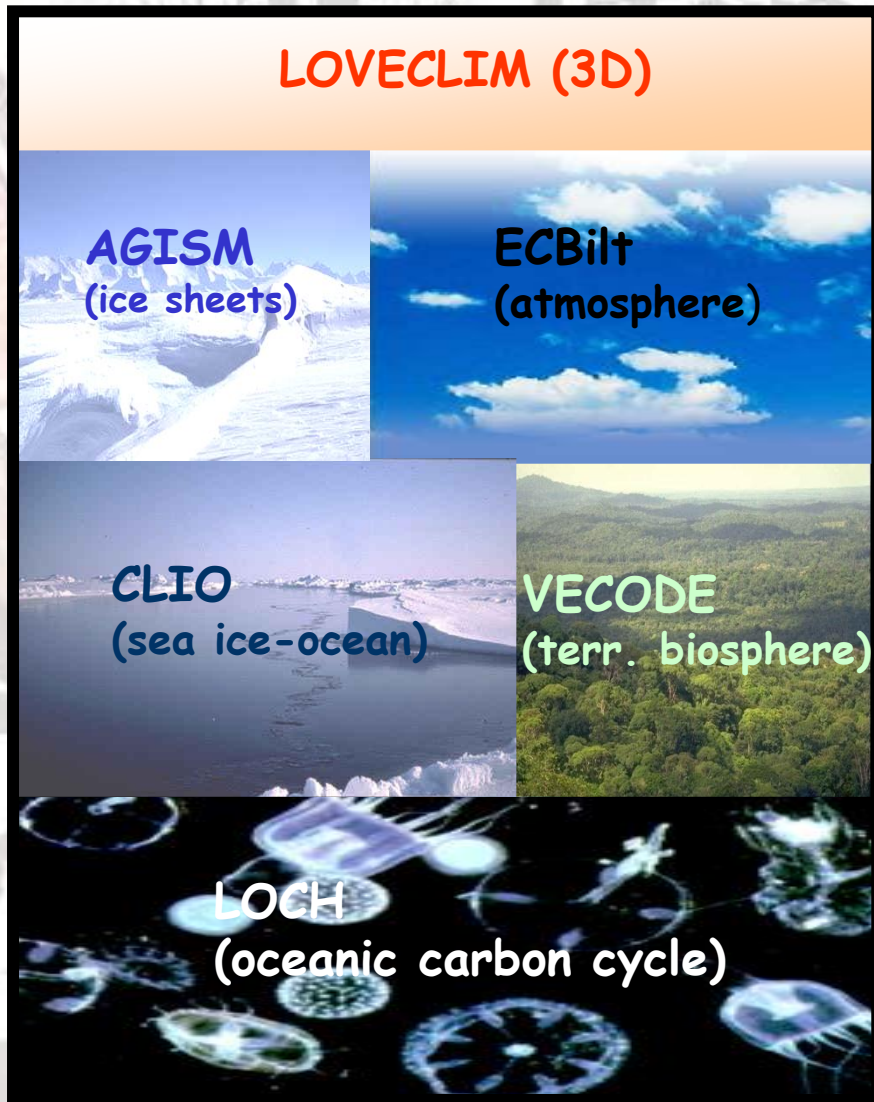 LOVECLIM (3D)
AGISM
(ice sheets)
ECBilt
(atmosphere)
CLIO
(sea ice-ocean)
VECODE
(terr. biosphere)
LOCH
(oceanic carbon cycle)